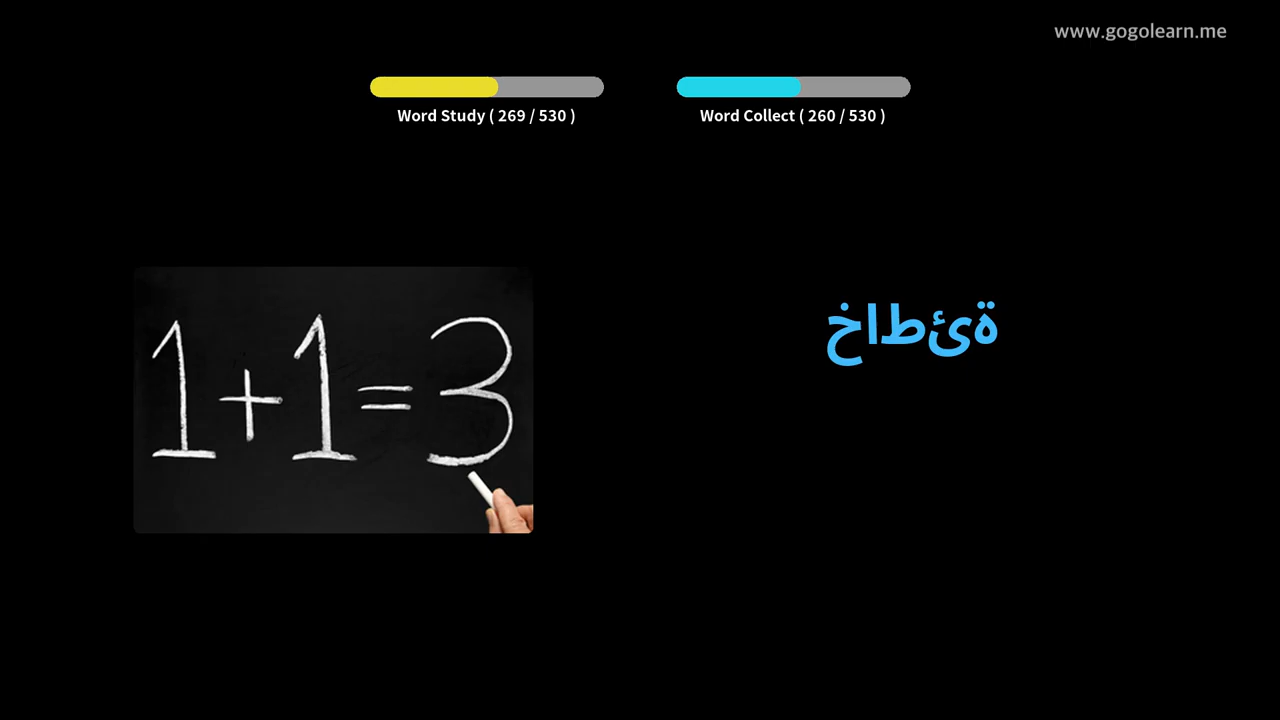 www.gogolearn.me
Word Study ( 269 / 530 )
Word Collect ( 260 / 530 )
1+1=3
خاطئة